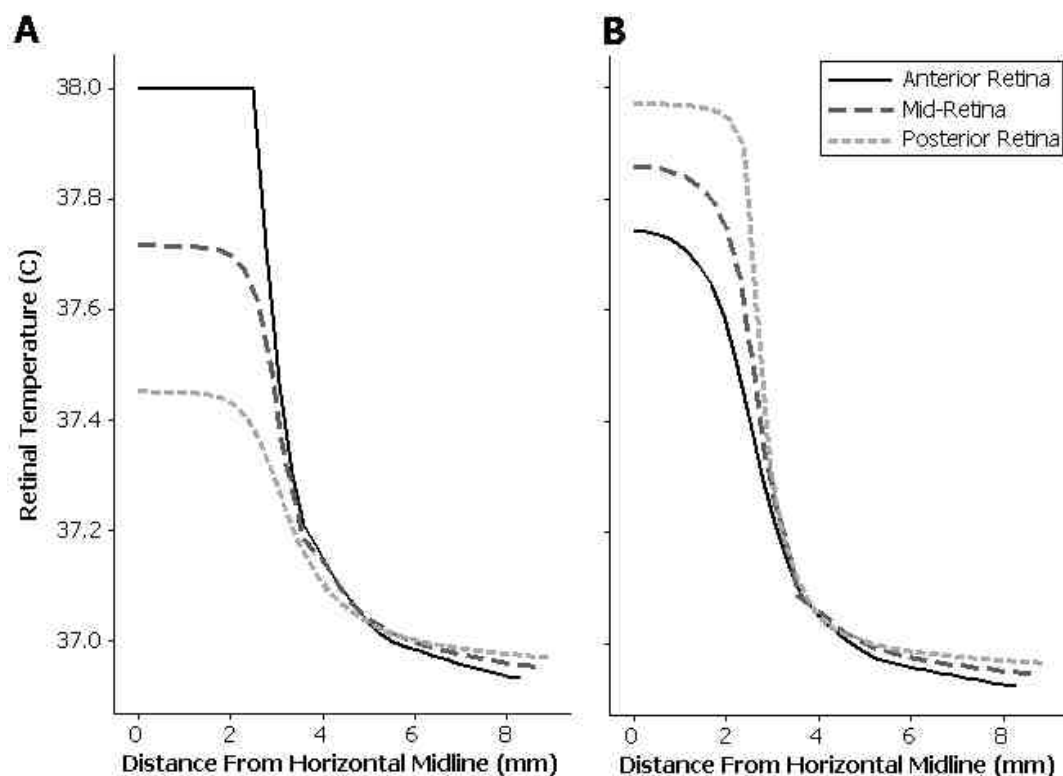 A
B
38.0
37.8
37.6
37.4
37.2
37.0
Retinal Temperature (C)
0 2 4 6 8
Distance From Horizontal Midline (mm)
Anterior Retina
Mid-Retina
Posterior Retina
0 2 4 6 8
Distance From Horizontal Midline (mm)